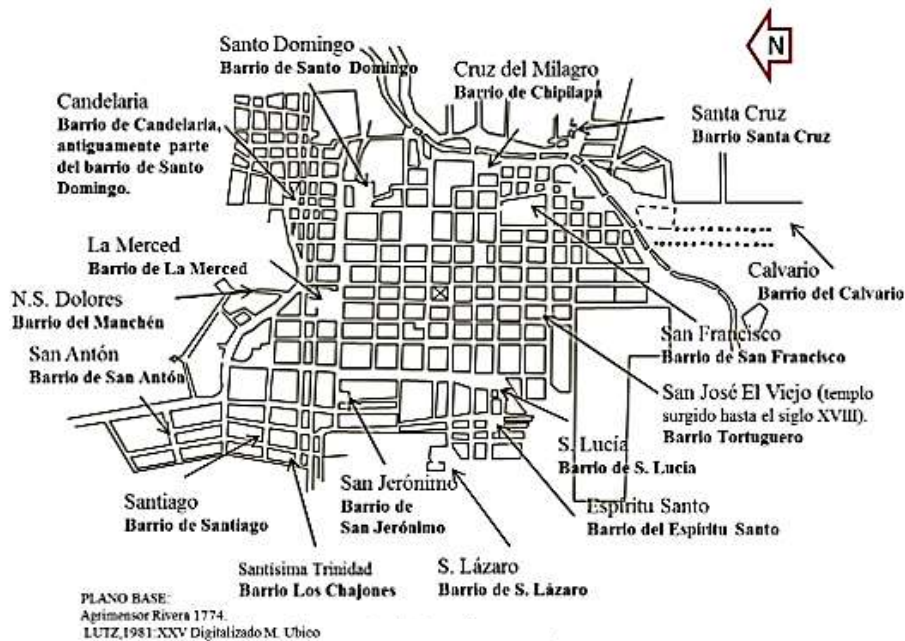 N
Santo Domingo
Barrio de Santo Domingo
Cruz del Milagro
Barrio de Chipilapa
Candelaria
Barrio de Candelaria,
antiguamente parte
del barrio de Santo
Domingo.
Santa Cruz
Barrio Santa Cruz
La Merced
Barrio de La Merced
Calvario
Barrio del Calvario
N.S. Dolores
Barrio del Manchén
San Francisco
Barrio de San Francisco
San Antón
Barrio de San Antón
San José El Viejo (templo
surgido hasta el siglo XVIII).
Barrio Tortuguero
S. Lucía
Barrio de S. Lucia
San Jerónimo
Barrio de
San Jerónimo
Espíritu Santo
Barrio del Espíritu Santo
Santiago
Barrio de Santiago
Santísima Trinidad
Barrio Los Chajones
S. Lázaro
Barrio de S. Lázaro
PLANO BASE:
Agrimensor Rivera 1774.
LUTZ,1981:XXV Digitalizado M. Ubico